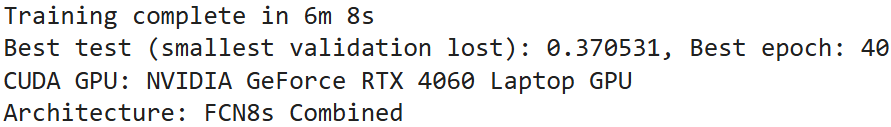 Training complete in 6m 8s
Best test (smallest validation lost): 0.370531, Best epoch: 40
CUDA GPU: NVIDIA GeForce RTX 4060 Laptop GPU
Architecture: FCN8s Combined